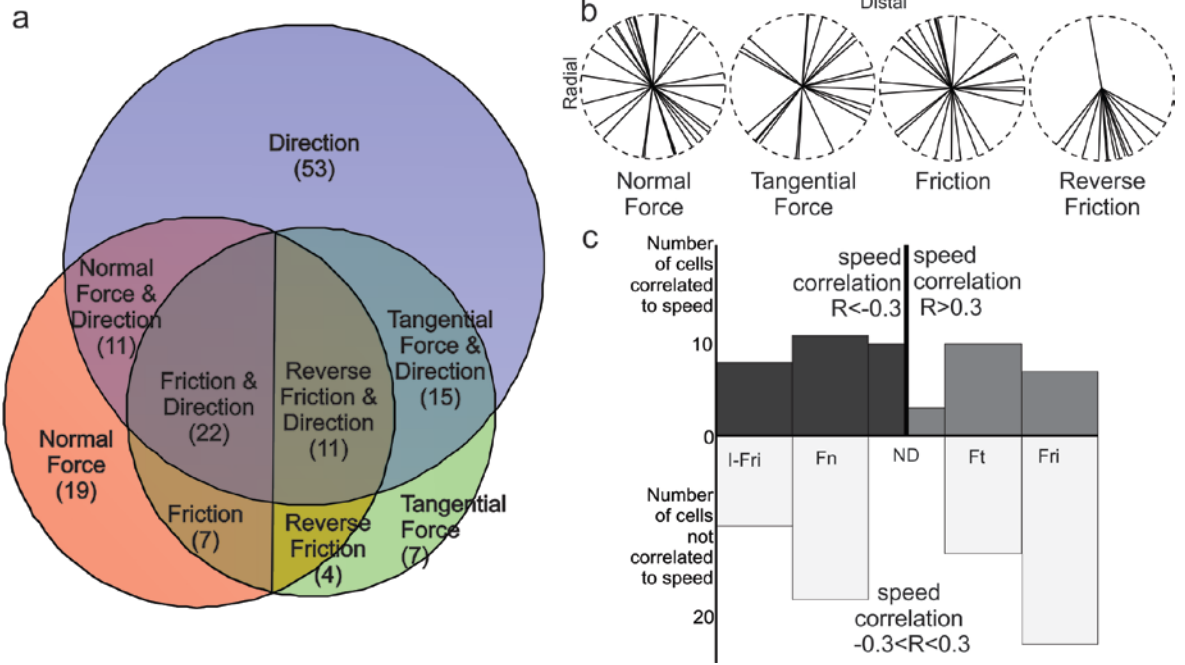 a
Direction
(53)
Normal
Force &
Direction
(11)
Tangential
Force &
Direction
(15)
Friction &
Direction
(22)
Reverse
Friction &
Direction
(11)
Normal
Force
(19)
Friction
(7)
Reverse
Friction
(4)
Tangential
Force
(7)
b
Distal
Radial
Normal
Force
Tangential
Force
Friction
Reverse
Friction
c
Number
of cells
correlated
to speed
speed
correlation
R<-0.3
speed
correlation
R>0.3
10
0
I-Fri
Fn
ND
Ft
Fri
Number
of cells
not
correlated
to speed
20
speed
correlation
-0.3<R<0.3